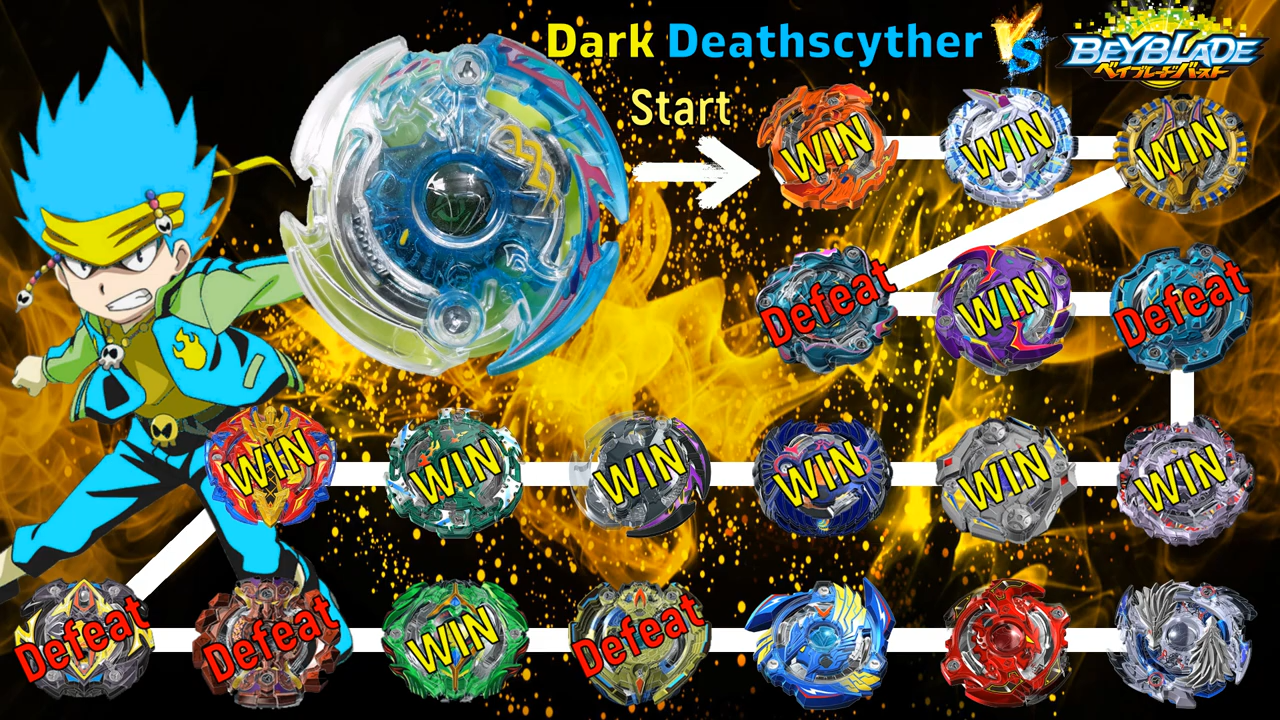 Dark Deathscyther VS BEYBLADE
ベイブレードバースト
Start
WIN WIN WIN
Defeat WIN Defeat
WIN WIN WIN WIN WIN WIN
Defeat Defeat WIN Defeat